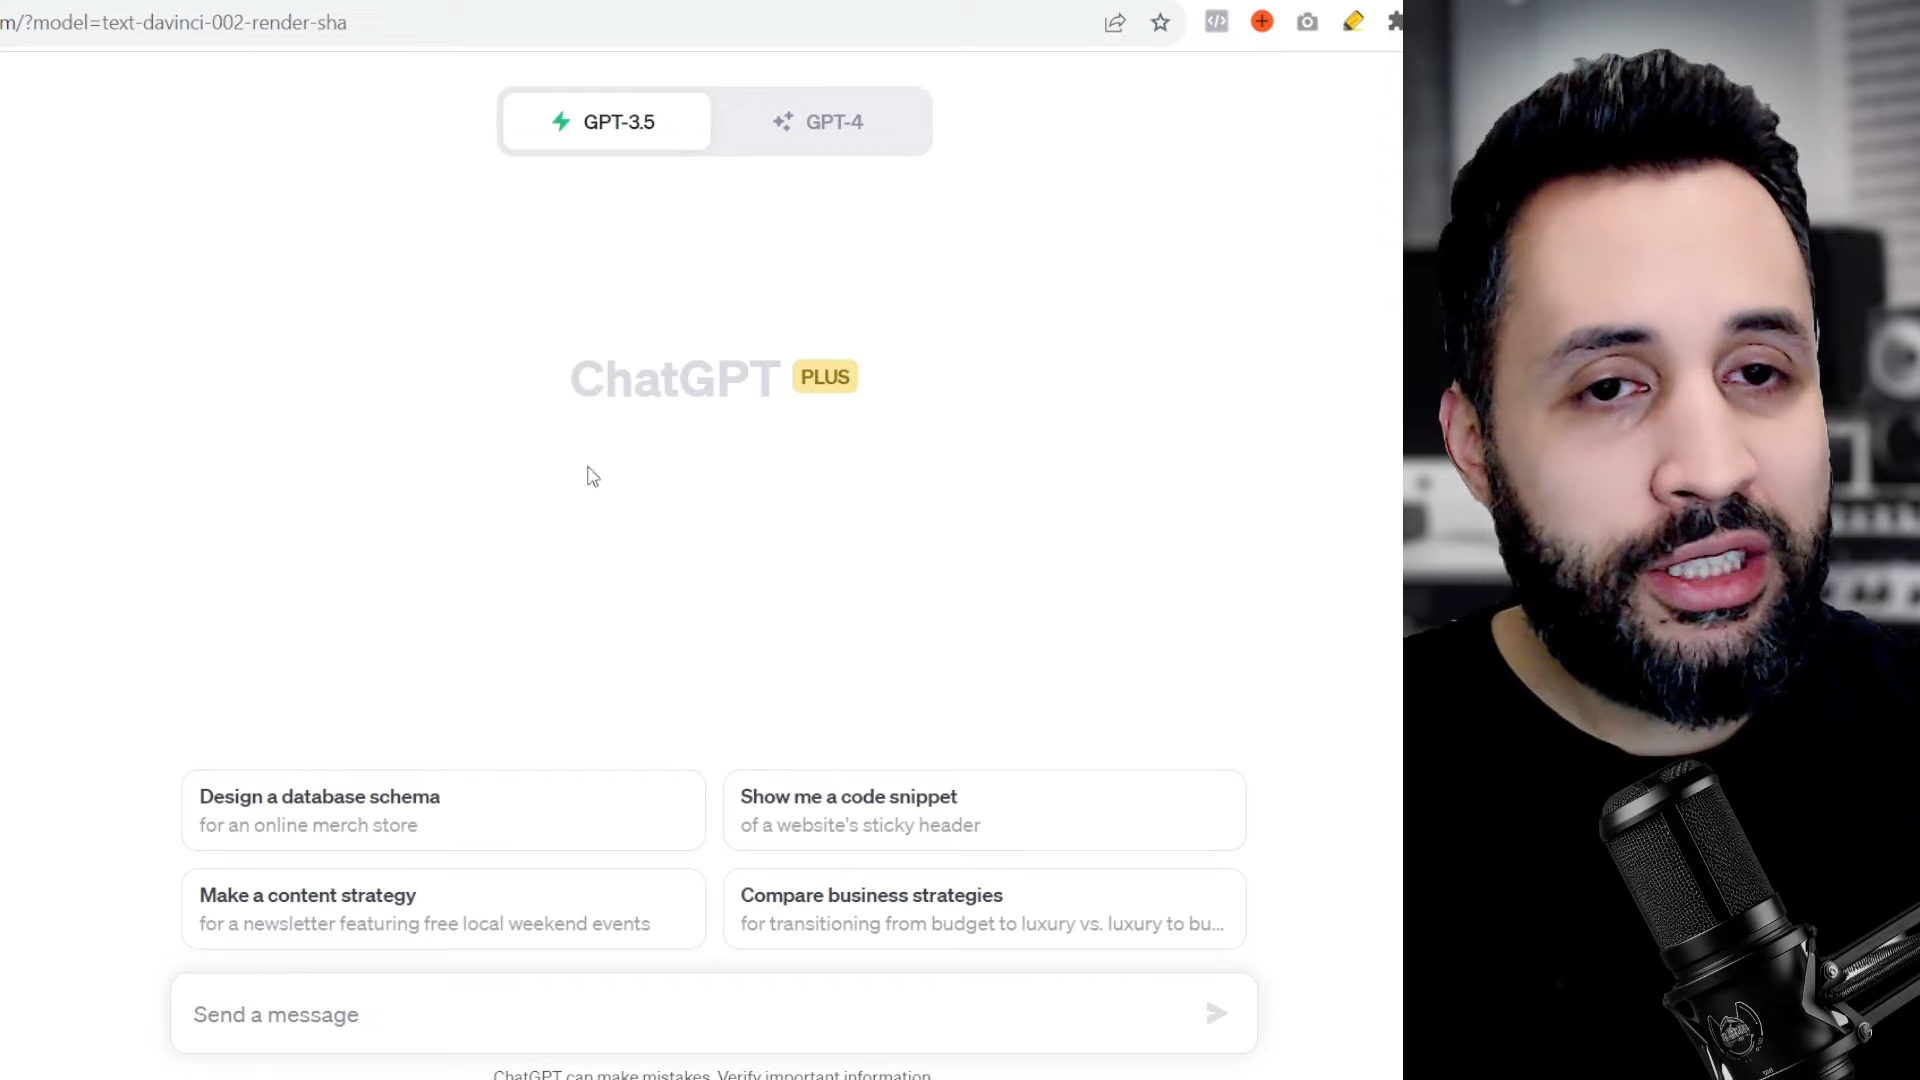 m/?model=text-davinci-002-render-sha
GPT-3.5
GPT-4
ChatGPT PLUS
Design a database schema
for an online merch store
Show me a code snippet
of a website's sticky header
Make a content strategy
for a newsletter featuring free local weekend events
Compare business strategies
for transitioning from budget to luxury vs. luxury to bu...
Send a message
ChatGPT can make mistakes. Verify important information.